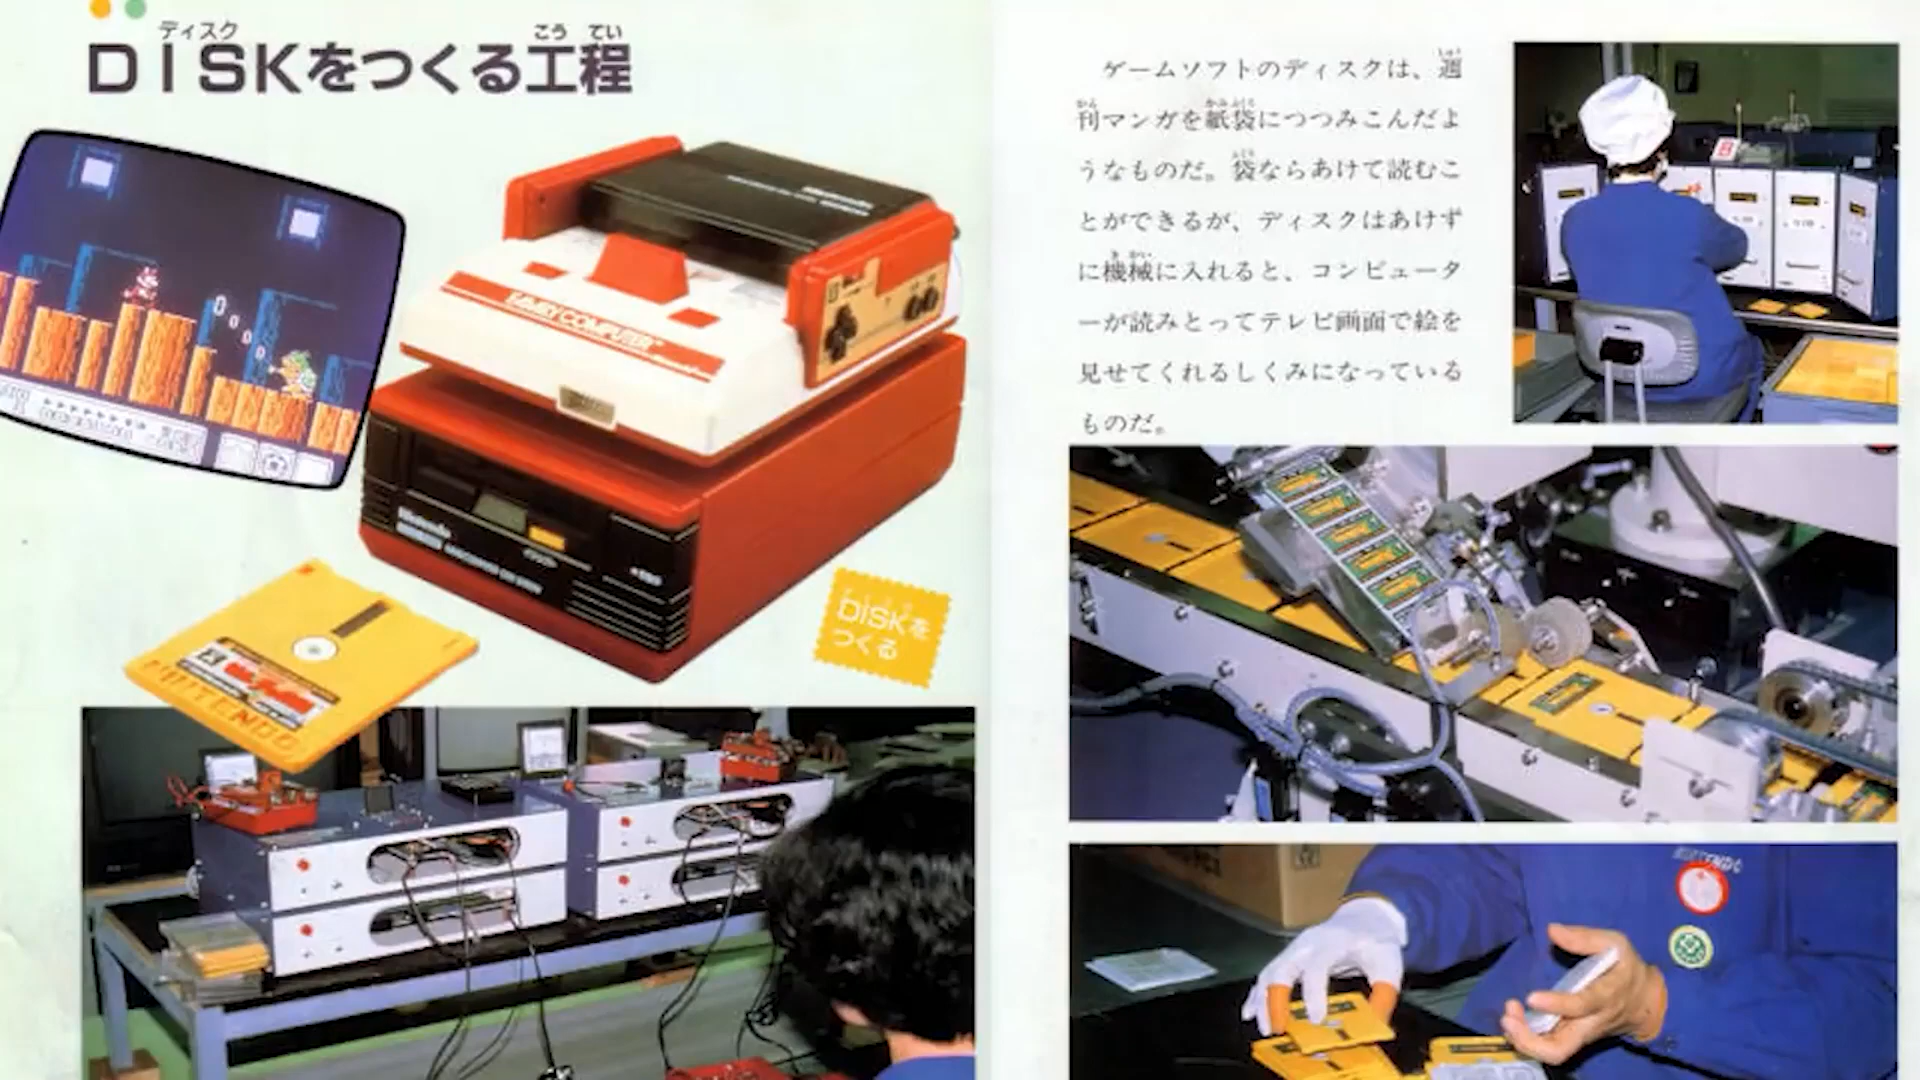 ディスク こうてい
DISKをつくる工程
FAMILY COMPUTER
Nintendo
NINTENDO
DISKを
つくる
ゲームソフトのディスクは、週
刊マンガを紙袋につつみこんだよ
うなものだ。袋ならあけて読むこ
とができるが、ディスクはあけず
に機械に入れると、コンピュータ
ーが読みとってテレビ画面で絵を
見せてくれるしくみになっている
ものだ。